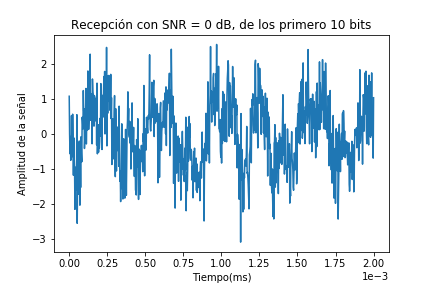 Recepción con SNR = 0 dB, de los primero 10 bits
Amplitud de la señal
2
1
0
−1
−2
−3
0.00 0.25 0.50 0.75 1.00 1.25 1.50 1.75 2.00
1e−3
Tiempo(ms)